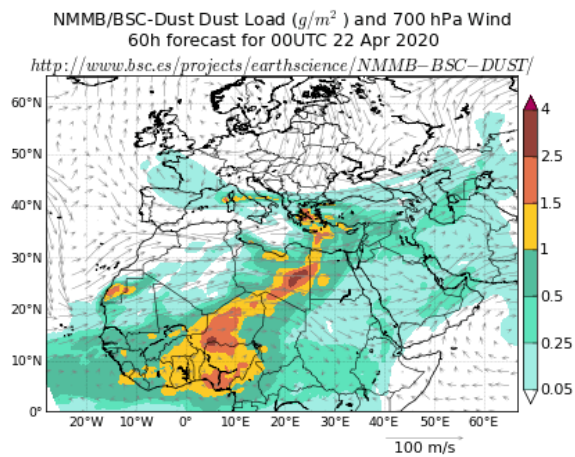 NMMB/BSC-Dust Dust Load (g/m² ) and 700 hPa Wind
60h forecast for 00UTC 22 Apr 2020
http://www.bsc.es/projects/earthscience/NMMB−BSC−DUST/
60°N
50°N
40°N
30°N
20°N
10°N
0°
20°W
10°W
0°
10°E
20°E
30°E
40°E
50°E
60°E
4
2.5
1.5
1
0.5
0.25
0.05
100 m/s